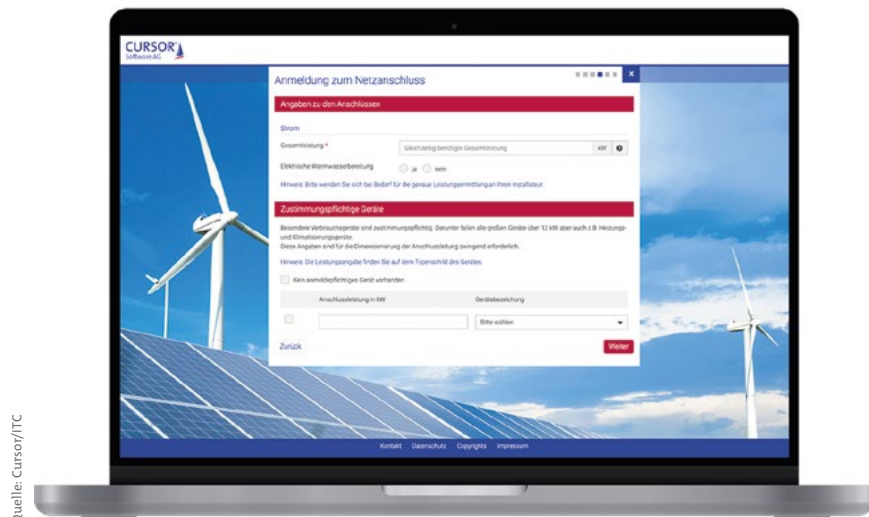 CURSOR
Software AG
Anmeldung zum Netzanschluss
x
Angaben zu den Anschlüssen
Strom
Gesamtleistung *
Gleichzeitig benötigte Gesamtleistung
kW
Elektrische Warmwasserbereitung
ja
nein
Hinweis: Bitte wenden Sie sich bei Bedarf für die genaue Leistungsermittlung an Ihren Installateur.
Zustimmungspflichtige Geräte
Besondere Verbrauchsgeräte sind zustimmungspflichtig. Darunter fallen alle großen Geräte über 12 kW aber auch z.B. Heizungs-
und Klimatisierungsgeräte.
Diese Angaben sind für die Dimensionierung der Anschlussleitung zwingend erforderlich.
Hinweis: Die Leistungsangabe finden Sie auf dem Typenschild des Gerätes.
Kein anmeldepflichtiges Gerät vorhanden
Anschlussleistung in KW
Gerätebezeichung
Bitte wählen
Zurück
Weiter
Kontakt Datenschutz Copyrights Impressum
Quelle: Cursor/ITC